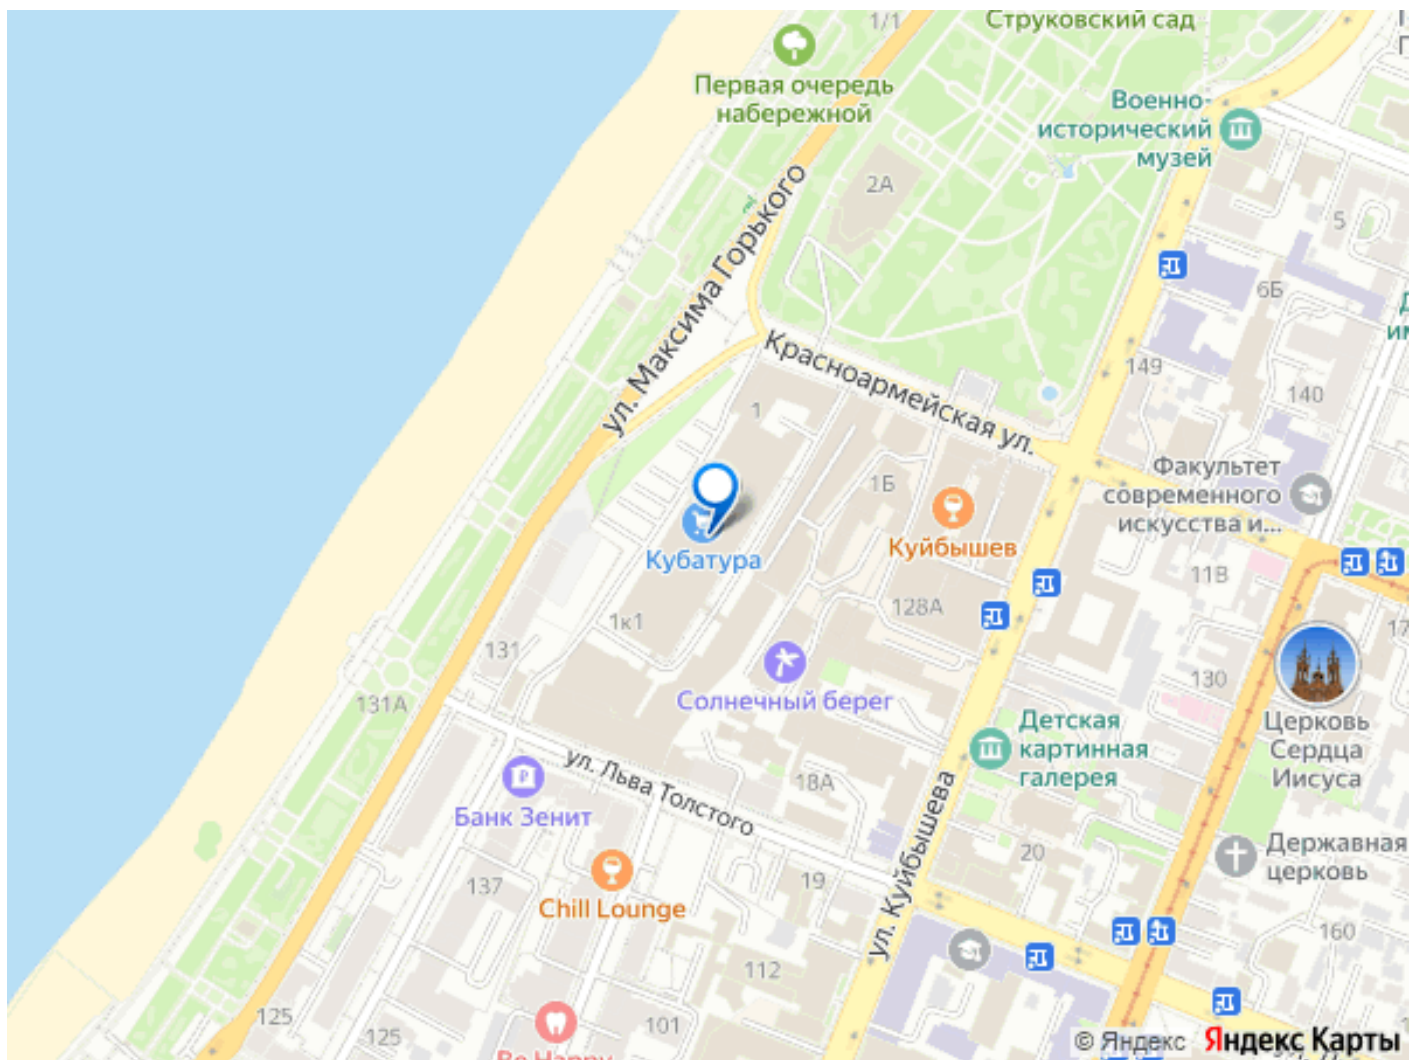 1/1
Струковский сад
Первая очередь
набережной
Военно-
исторический
музей
2А
5
ул. Максима Горького
6Б
Красноармейская ул.
149
140
1
1Б
Факультет
современного
искусства и...
Куйбышев
Кубатура
11В
128А
1к1
131
Солнечный берег
130
131А
Детская
картинная
галерея
Церковь
Сердца
Иисуса
ул. Льва Толстого
18А
Банк Зенит
ул. Куйбышева
Державная
церковь
20
19
137
Chill Lounge
160
112
125
125
101
Be Happy
© Яндекс Яндекс Карты